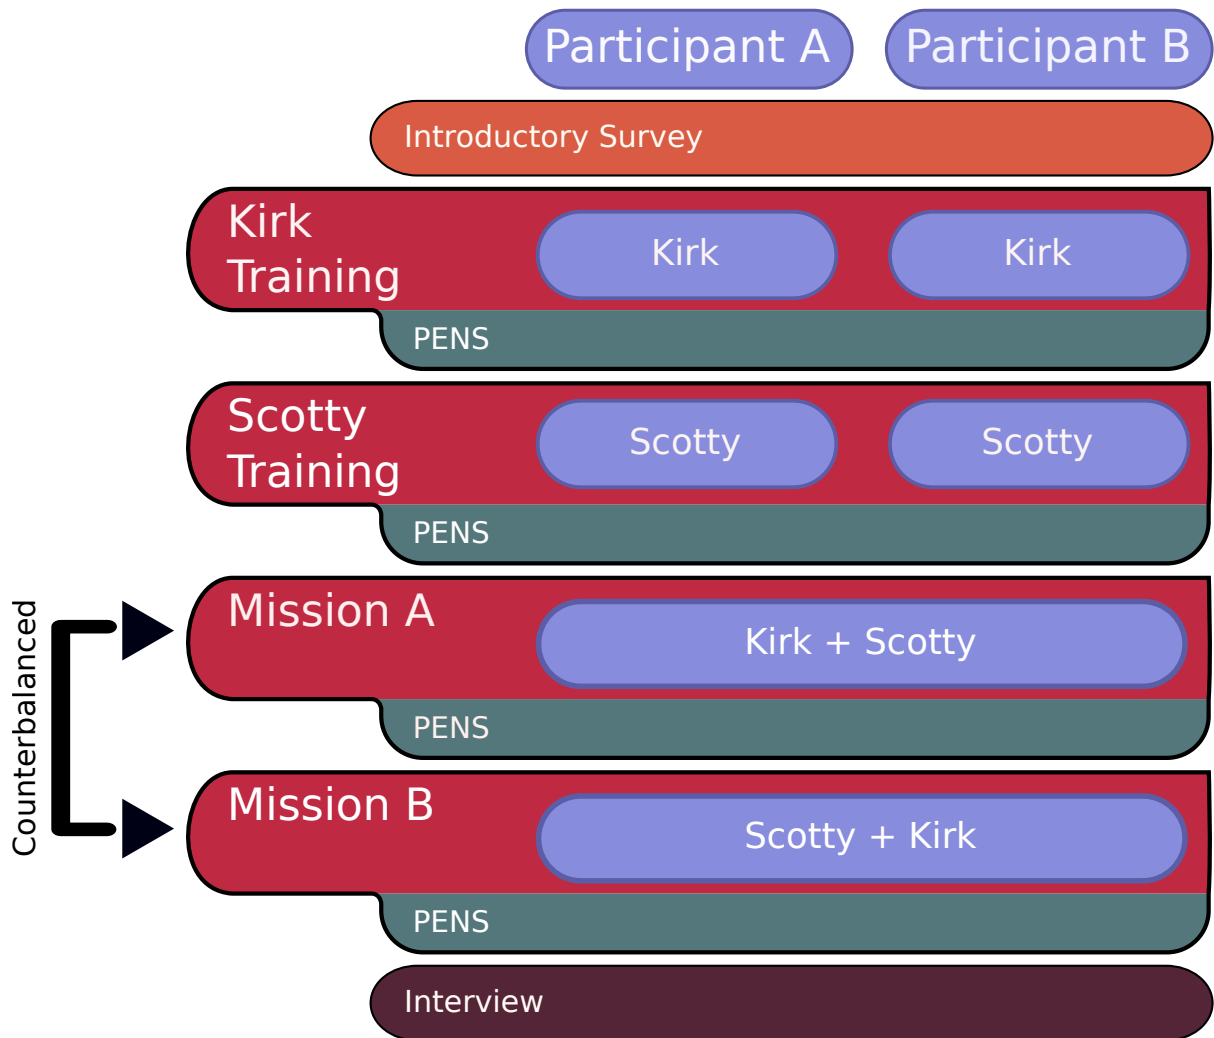 Participant A
Participant B
Introductory Survey
Kirk
Training
Kirk
Kirk
PENS
Scotty
Training
Scotty
Scotty
PENS
Counterbalanced
Mission A
Kirk + Scotty
PENS
Mission B
Scotty + Kirk
PENS
Interview